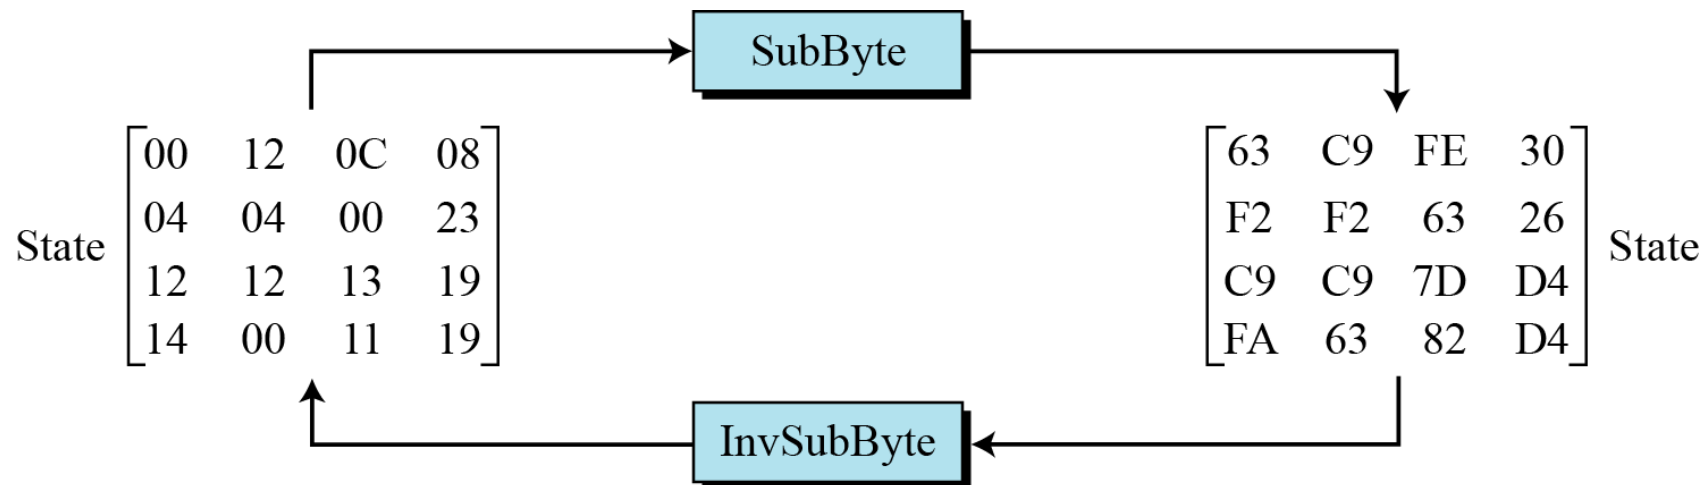 SubByte
00 12 0C 08
04 04 00 23
12 12 13 19
14 00 11 19
State
63 C9 FE 30
F2 F2 63 26
C9 C9 7D D4
FA 63 82 D4
State
InvSubByte